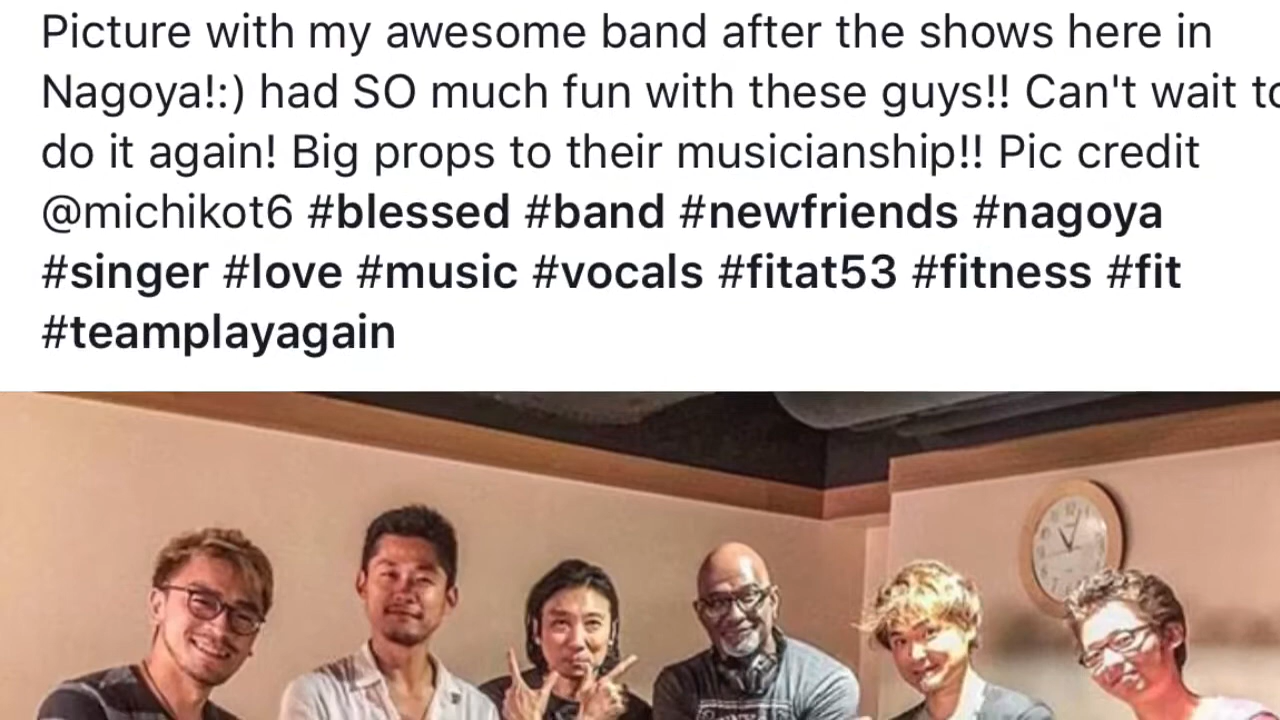 Picture with my awesome band after the shows here in
Nagoya!:) had SO much fun with these guys!! Can't wait to
do it again! Big props to their musicianship!! Pic credit
@michikot6 #blessed #band #newfriends #nagoya
#singer #love #music #vocals #fitat53 #fitness #fit
#teamplayagain